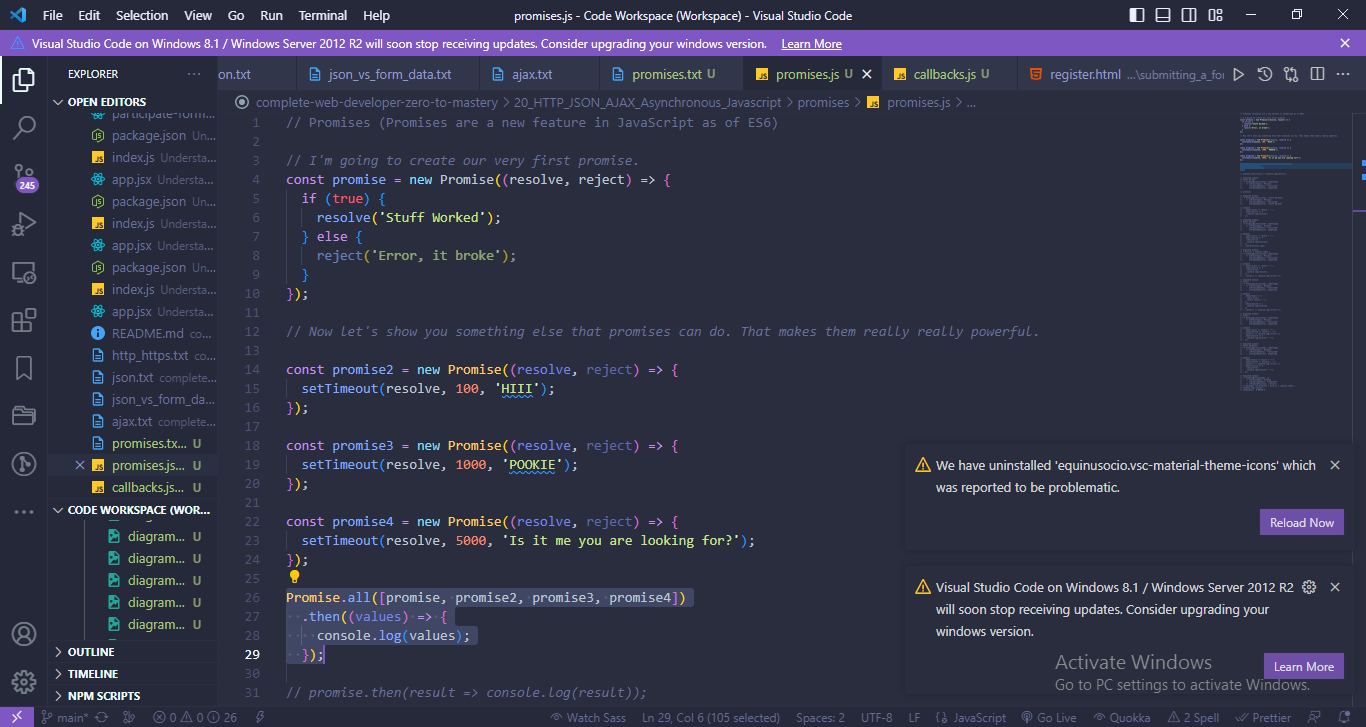 File Edit Selection View Go Run Terminal Help
promises.js - Code Workspace (Workspace) - Visual Studio Code
Visual Studio Code on Windows 8.1 / Windows Server 2012 R2 will soon stop receiving updates. Consider upgrading your windows version. Learn More
EXPLORER
on.txt json_vs_form_data.txt ajax.txt promises.txt U promises.js U callbacks.js U register.html ...\submitting_a_for
OPEN EDITORS
participate-form...
package.json Un...
index.js Understa...
app.jsx Understa...
package.json Un...
index.js Understa...
app.jsx Understa...
package.json Un...
index.js Understa...
app.jsx Understa...
README.md co...
http_https.txt co...
json.txt complete...
json_vs_form_da...
ajax.txt complete...
promises.tx... U
promises.js... U
callbacks.js... U
CODE WORKSPACE (WOR...
diagram... U
diagram... U
diagram... U
diagram... U
diagram... U
OUTLINE
TIMELINE
NPM SCRIPTS
245
complete-web-developer-zero-to-mastery > 20_HTTP_JSON_AJAX_Asynchronous_Javascript > promises > promises.js > ...
1 // Promises (Promises are a new feature in JavaScript as of ES6)
2
3 // I'm going to create our very first promise.
4 const promise = new Promise((resolve, reject) => {
5 if (true) {
6 resolve('Stuff Worked');
7 } else {
8 reject('Error, it broke');
9 }
10 });
11
12 // Now let's show you something else that promises can do. That makes them really really powerful.
13
14 const promise2 = new Promise((resolve, reject) => {
15 setTimeout(resolve, 100, 'HIII');
16 });
17
18 const promise3 = new Promise((resolve, reject) => {
19 setTimeout(resolve, 1000, 'POOKIE');
20 });
21
22 const promise4 = new Promise((resolve, reject) => {
23 setTimeout(resolve, 5000, 'Is it me you are looking for?');
24 });
25
26 Promise.all([promise, promise2, promise3, promise4])
27 .then((values) => {
28 console.log(values);
29 });
30
31 // promise.then(result => console.log(result));
We have uninstalled 'equinusocio.vsc-material-theme-icons' which
was reported to be problematic.
Reload Now
Visual Studio Code on Windows 8.1 / Windows Server 2012 R2
will soon stop receiving updates. Consider upgrading your
windows version.
Learn More
Activate Windows
Go to PC settings to activate Windows.
main* 0 0 26 Watch Sass Ln 29, Col 6 (105 selected) Spaces: 2 UTF-8 LF {} JavaScript Go Live Quokka 2 Spell Prettier